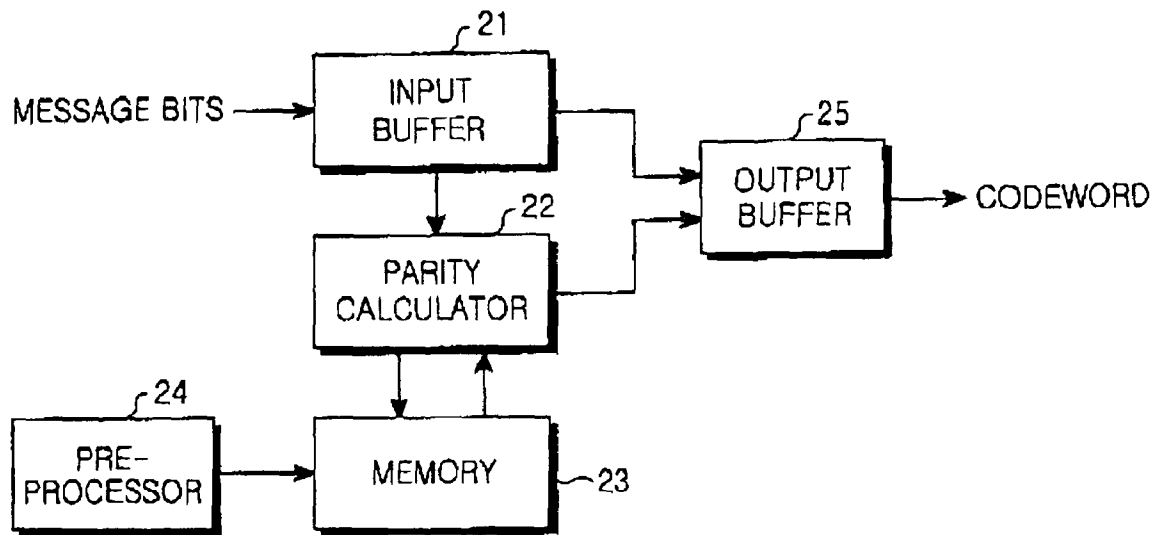 21
INPUT
BUFFER
MESSAGE BITS
25
OUTPUT
BUFFER
CODEWORD
22
PARITY
CALCULATOR
24
PRE-
PROCESSOR
MEMORY
23